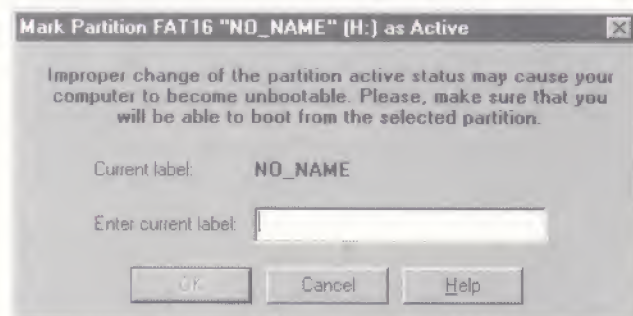 Mark Partition FAT16 "NO_NAME" (H:) as Active
Improper change of the partition active status may cause your
computer to become unbootable. Please, make sure that you
will be able to boot from the selected partition.
Current label: NO_NAME
Enter current label:
OK Cancel Help